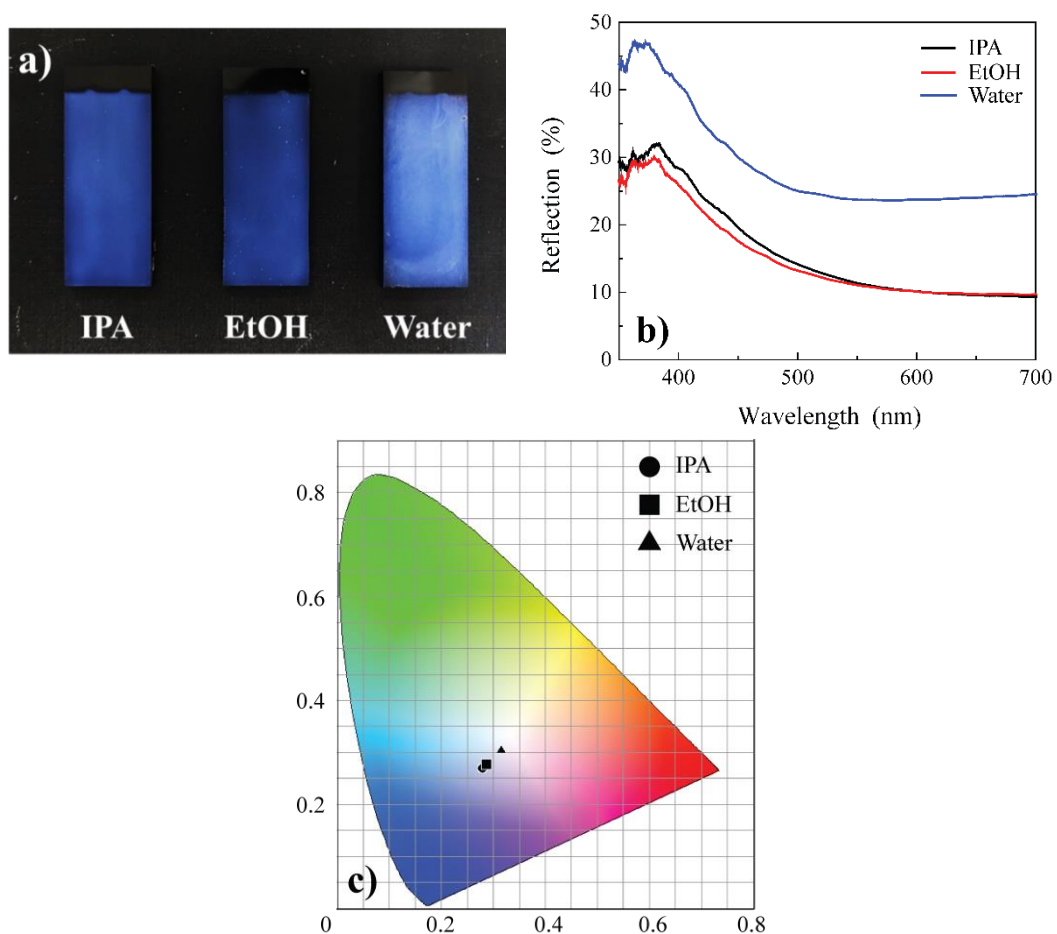 a)
IPA EtOH Water
50
40
30
20
10
0
Reflection (%)
IPA
EtOH
Water
b)
400 500 600 700
Wavelength (nm)
0.8
0.6
0.4
0.2
IPA
EtOH
Water
c)
0 0.2 0.4 0.6 0.8